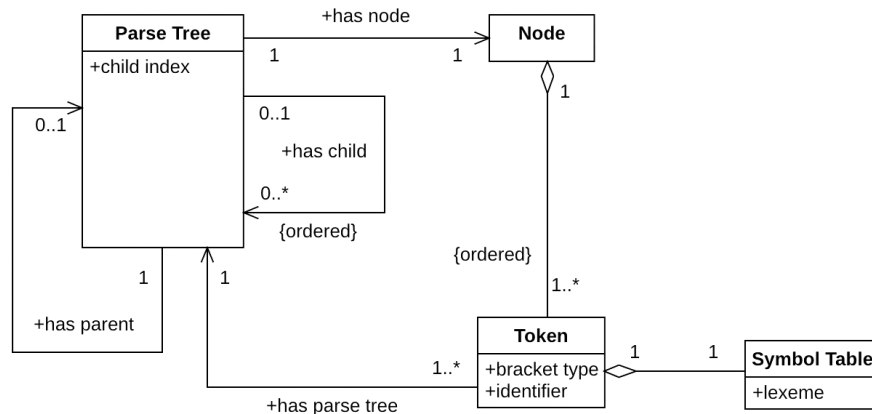 +has node
Parse Tree
Node
1
1
+child index
1
0..1
0..1
+has child
0..*
{ordered}
{ordered}
1
1
1..*
+has parent
Token
1
1
Symbol Table
1..*
+bracket type
+identifier
+lexeme
+has parse tree